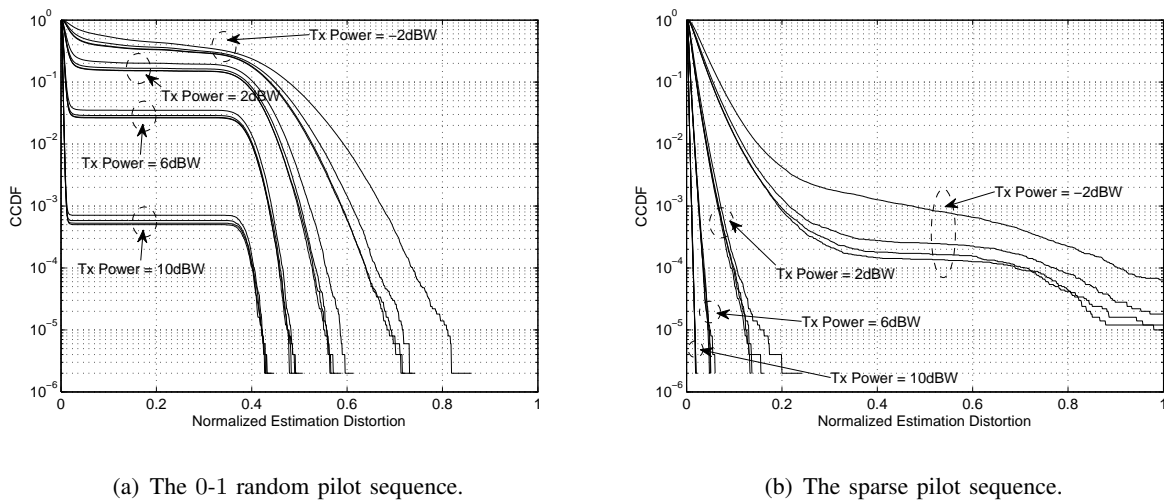 10^0
10^-1
10^-2
10^-3
10^-4
10^-5
10^-6
CCDF
Tx Power = -2dBW
Tx Power = 2dBW
Tx Power = 6dBW
Tx Power = 10dBW
0 0.2 0.4 0.6 0.8 1
Normalized Estimation Distortion
(a) The 0-1 random pilot sequence.
10^0
10^-1
10^-2
10^-3
10^-4
10^-5
10^-6
CCDF
Tx Power = -2dBW
Tx Power = 2dBW
Tx Power = 6dBW
Tx Power = 10dBW
0 0.2 0.4 0.6 0.8 1
Normalized Estimation Distortion
(b) The sparse pilot sequence.